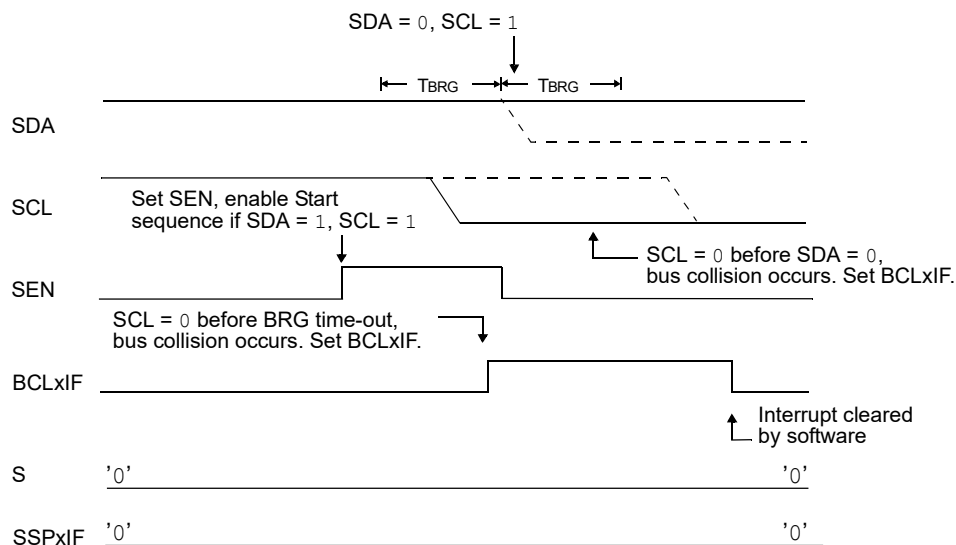 SDA = 0, SCL = 1
TBRG TBRG
SDA
SCL
Set SEN, enable Start
sequence if SDA = 1, SCL = 1
SCL = 0 before SDA = 0,
bus collision occurs. Set BCLxIF.
SEN
SCL = 0 before BRG time-out,
bus collision occurs. Set BCLxIF.
BCLxIF
Interrupt cleared
by software
S '0' '0'
SSPxIF '0' '0'